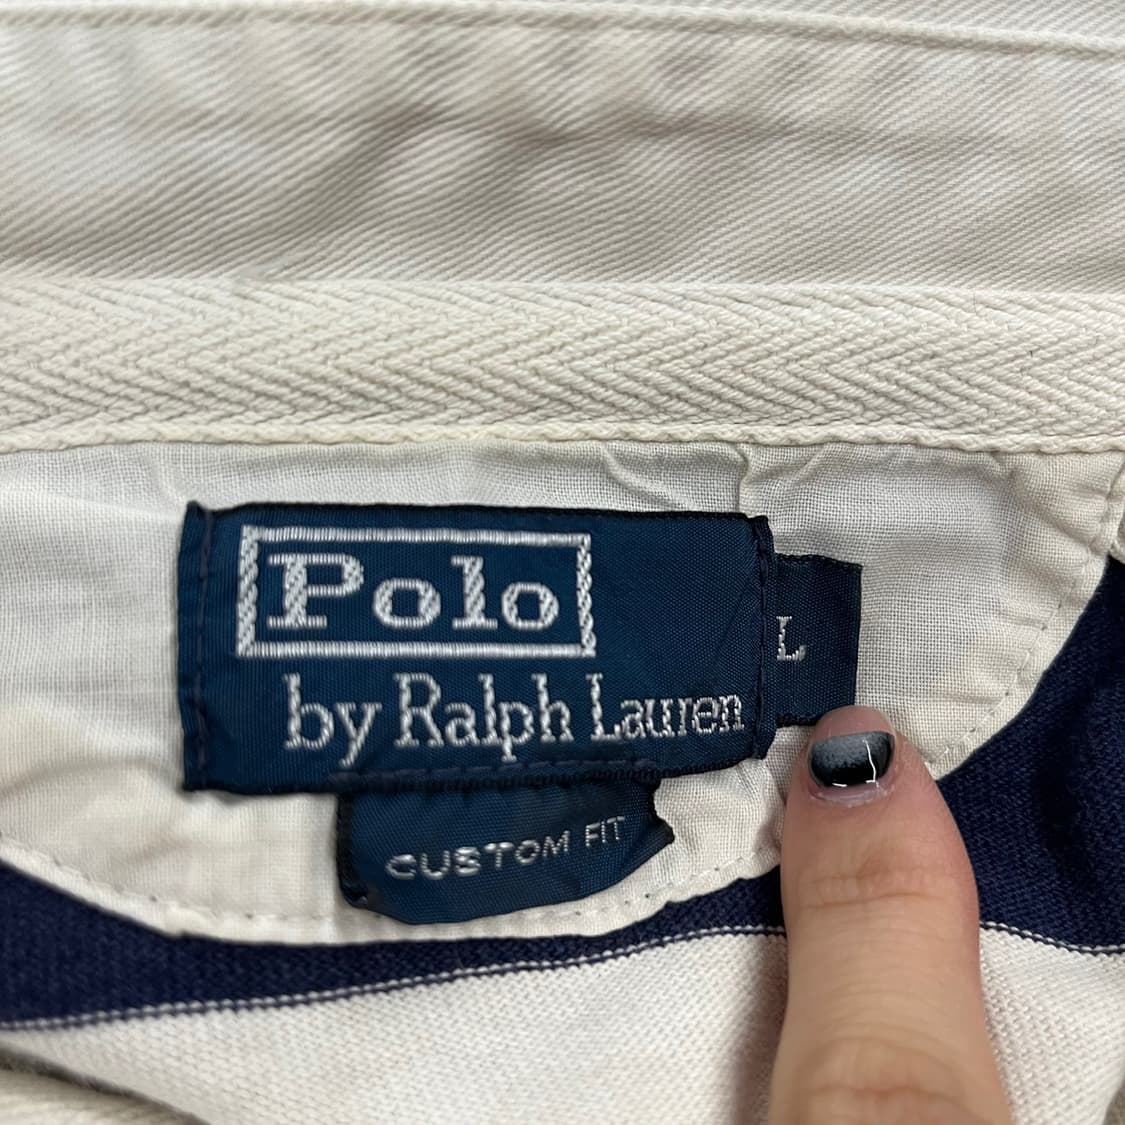 Polo
by Ralph Lauren
L
CUSTOM FIT